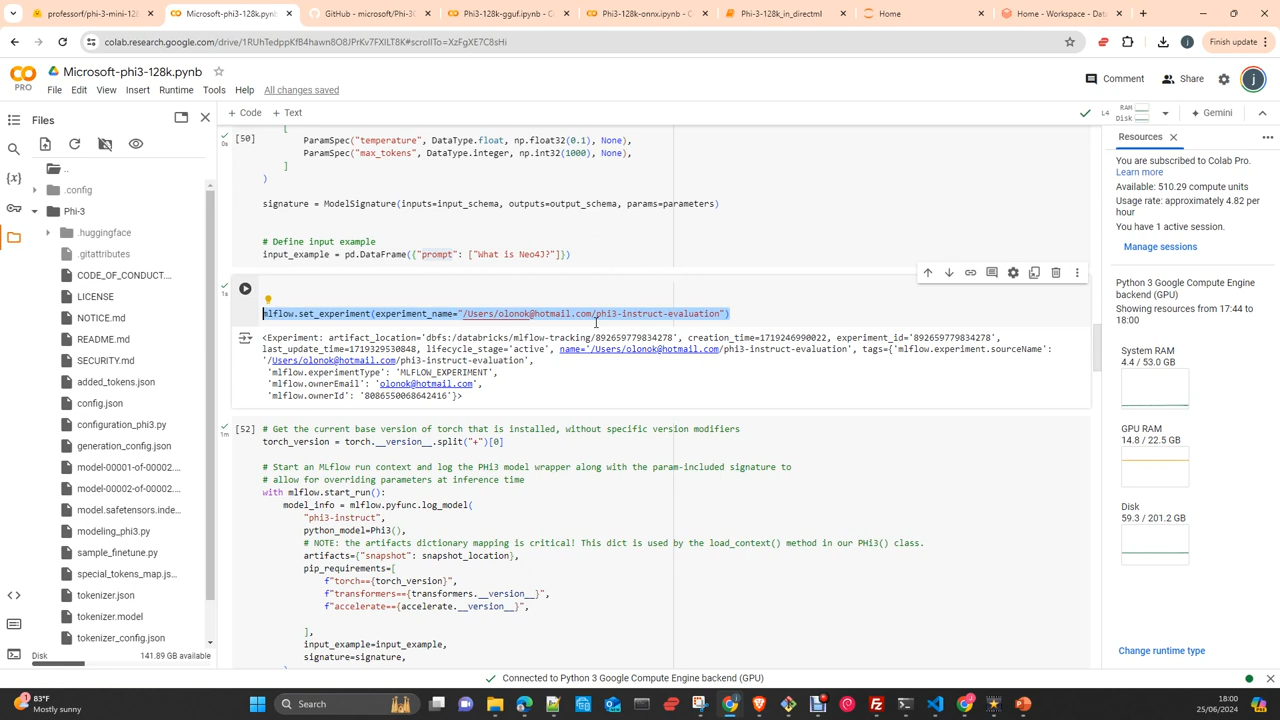 professorf/phi-3-mini-12
Microsoft-phi3-128k.pynb
GitHub - microsoft/Phi-3C
Phi3-128k-gguf.ipynb - C
Phi3-128k-onnx.ipynb - C
Phi-3-128k_in_directml
Home
Home - Workspace - Dat
colab.research.google.com/drive/1RUhTedppKfB4hawn8O8JPrKv7FXILT8K#scrollTo=XzFgXE7C8sHi
Finish update
PRO
Microsoft-phi3-128k.pynb
File Edit View Insert Runtime Tools Help All changes saved
Comment
Share
j
Files
+ Code + Text
L4
RAM
Disk
Gemini
Resources
..
.config
Phi-3
.huggingface
.gitattributes
CODE_OF_CONDUCT....
LICENSE
NOTICE.md
README.md
SECURITY.md
added_tokens.json
config.json
configuration_phi3.py
generation_config.json
model-00001-of-00002....
model-00002-of-00002....
model.safetensors.inde...
modeling_phi3.py
sample_finetune.py
special_tokens_map.js...
tokenizer.json
tokenizer.model
tokenizer_config.json
Disk 141.89 GB available
[50]
0s
[
ParamSpec("temperature", DataType.float, np.float32(0.1), None),
ParamSpec("max_tokens", DataType.integer, np.int32(1000), None),
]
)
signature = ModelSignature(inputs=input_schema, outputs=output_schema, params=parameters)
# Define input example
input_example = pd.DataFrame({"prompt": ["What is Neo4J?"]})
1s
mlflow.set_experiment(experiment_name="/Users/olonok@hotmail.com/phi3-instruct-evaluation")
<Experiment: artifact_location='dbfs:/databricks/mlflow-tracking/892659779834278', creation_time=1719246990022, experiment_id='892659779834278',
last_update_time=1719329530848, lifecycle_stage='active', name='/Users/olonok@hotmail.com/phi3-instruct-evaluation', tags={'mlflow.experiment.sourceName':
'/Users/olonok@hotmail.com/phi3-instruct-evaluation',
'mlflow.experimentType': 'MLFLOW_EXPERIMENT',
'mlflow.ownerEmail': 'olonok@hotmail.com',
'mlflow.ownerId': '8086550068642416'}>
[52]
1m
# Get the current base version of torch that is installed, without specific version modifiers
torch_version = torch.__version__.split("+")[0]
# Start an MLflow run context and log the PHi3 model wrapper along with the param-included signature to
# allow for overriding parameters at inference time
with mlflow.start_run():
model_info = mlflow.pyfunc.log_model(
"phi3-instruct",
python_model=Phi3(),
# NOTE: the artifacts dictionary mapping is critical! This dict is used by the load_context() method in our PHi3() class.
artifacts={"snapshot": snapshot_location},
pip_requirements=[
f"torch=={torch_version}",
f"transformers=={transformers.__version__}",
f"accelerate=={accelerate.__version__}",
],
input_example=input_example,
signature=signature,
You are subscribed to Colab Pro.
Learn more
Available: 510.29 compute units
Usage rate: approximately 4.82 per
hour
You have 1 active session.
Manage sessions
Python 3 Google Compute Engine
backend (GPU)
Showing resources from 17:44 to
18:00
System RAM
4.4 / 53.0 GB
GPU RAM
14.8 / 22.5 GB
Disk
59.3 / 201.2 GB
Change runtime type
Connected to Python 3 Google Compute Engine backend (GPU)
83°F
Mostly sunny
Search
18:00
25/06/2024